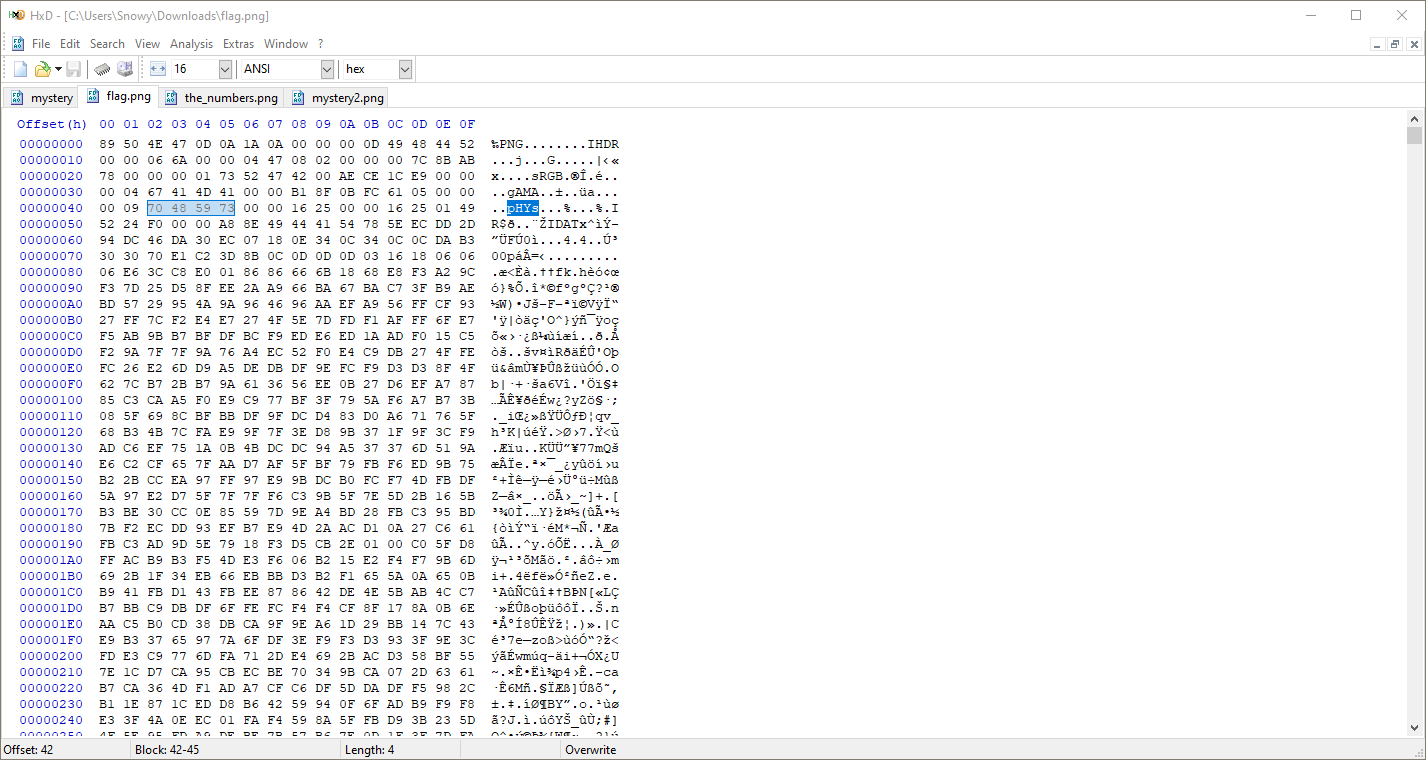 HxD - [C:\Users\Snowy\Downloads\flag.png]
File Edit Search View Analysis Extras Window ?
16 ANSI hex
mystery flag.png the_numbers.png mystery2.png
Offset(h) 00 01 02 03 04 05 06 07 08 09 0A 0B 0C 0D 0E 0F
00000000 89 50 4E 47 0D 0A 1A 0A 00 00 00 0D 49 48 44 52 ‰PNG........IHDR
00000010 00 00 06 6A 00 00 04 47 08 02 00 00 00 7C 8B AB ...j...G.....|‹«
00000020 78 00 00 00 01 73 52 47 42 00 AE CE 1C E9 00 00 x....sRGB.®Î.é..
00000030 00 04 67 41 4D 41 00 00 B1 8F 0B FC 61 05 00 00 ..gAMA..±..üa...
00000040 00 09 70 48 59 73 00 00 16 25 00 00 16 25 01 49 ..pHYs...%...%.I
00000050 52 24 F0 00 00 A8 8E 49 44 41 54 78 5E EC DD 2D R$ð..¨ŽIDATx^ìÝ-
00000060 94 DC 46 DA 30 EC 07 18 0E 34 0C 34 0C 0C DA B3 ”ÜFÚ0ì...4.4..Ú³
00000070 30 30 70 E1 C2 3D 8B 0C 0D 0D 0D 03 16 18 06 06 00páÂ=‹.........
00000080 06 E6 3C C8 E0 01 86 86 66 6B 18 68 E8 F3 A2 9C .æ<Èà.††fk.hèó¢œ
00000090 F3 7D 25 D5 8F EE 2A A9 66 BA 67 BA C7 3F B9 AE ó}%Õ.î*©fºgºÇ?¹®
000000A0 BD 57 29 95 4A 9A 96 46 96 AA EF A9 56 FF CF 93 ½W)•Jš–F–ªï©VÿÏ“
000000B0 27 FF 7C F2 E4 E7 27 4F 5E 7D FD F1 AF FF 6F E7 'ÿ|òäç'O^}ýñ¯ÿoç
000000C0 F5 AB 9B B7 BF DF BC F9 ED E6 ED 1A AD F0 15 C5 õ«›·¿ß¼ùíæí..ð.Å
000000D0 F2 9A 7F 7F 9A 76 A4 EC 52 F0 E4 C9 DB 27 4F FE òš..šv¤ìRðäÉÛ'Oþ
000000E0 FC 26 E2 6D D9 A5 DE DB DF 9E FC F9 D3 D3 8F 4F ü&âmÙ¥ÞÛßžüùÓÓ.O
000000F0 62 7C B7 2B B7 9A 61 36 56 EE 0B 27 D6 EF A7 87 b|·+·ša6Vî.'Öï§‡
00000100 85 C3 CA A5 F0 E9 C9 77 BF 3F 79 5A F6 A7 B7 3B …ÃÊ¥ðéÉw¿?yZö§·;
00000110 08 5F 69 8C BF BB DF 9F DC D4 83 D0 A6 71 76 5F ._iŒ¿»ßŸÜÔƒÐ¦qv_
00000120 68 B3 4B 7C FA E9 9F 7F 3E D8 9B 37 1F 9F 3C F9 h³K|úéŸ.>Ø›7.Ÿ<ù
00000130 AD C6 EF 75 1A 0B 4B DC DC 94 A5 37 37 6D 51 9A .Æïu..KÜÜ”¥77mQš
00000140 E6 C2 CF 65 7F AA D7 AF 5F BF 79 FB F6 ED 9B 75 æÂÏe.ª×¯_¿yûöí›u
00000150 B2 2B CC EA 97 FF 97 E9 9B DC B0 FC F7 4D FB DF ²+Ìê—ÿ—é›Ü°ü÷Mûß
00000160 5A 97 E2 D7 5F 7F 7F F6 C3 9B 5F 7E 5D 2B 16 5B Z—â×_..öÃ›_~]+.[
00000170 B3 BE 30 CC 0E 85 59 7D 9E A4 BD 28 FB C3 95 BD ³¾0Ì.…Y}ž¤½(ûÃ•½
00000180 7B F2 EC DD 93 EF B7 E9 4D 2A AC D1 0A 27 C6 61 {òìÝ“ï·éM*¬Ñ.'Æa
00000190 FB C3 AD 9D 5E 79 18 F3 D5 CB 2E 01 00 C0 5F D8 ûÃ..^y.óÕË...À_Ø
000001A0 FF AC B9 B3 F5 4D E3 F6 06 B2 15 E2 F4 F7 9B 6D ÿ¬¹³õMãö.².âô÷›m
000001B0 69 2B 1F 34 EB 66 EB BB D3 B2 F1 65 5A 0A 65 0B i+.4ëfë»Ó²ñeZ.e.
000001C0 B9 41 FB D1 43 FB EE 87 86 42 DE 4E 5B AB 4C C7 ¹AûÑCûî‡†BÞN[«LÇ
000001D0 B7 BB C9 DB DF 6F FE FC F4 F4 CF 8F 17 8A 0B 6E ·»ÉÛßoþüôôÏ..Š.n
000001E0 AA C5 B0 CD 38 DB CA 9F 9E A6 1D 29 BB 14 7C 43 ªÅ°Í8ÛÊŸž¦.)».|C
000001F0 E9 B3 37 65 97 7A 6F DF 3E F9 F3 D3 93 3F 9E 3C é³7e—zoß>ùóÓ“?ž<
00000200 FD E3 C9 77 6D FA 71 2D E4 69 2B AC D3 58 BF 55 ýãÉwmúq-äi+¬ÓX¿U
00000210 7E 1C D7 CA 95 CB EC BE 70 34 9B CA 07 2D 63 61 ~.×Ê•Ëì¾p4›Ê.-ca
00000220 B7 CA 36 4D F1 AD A7 CF C6 DF 5D DA DF F5 98 2C ·Ê6Mñ.§ÏÆß]Úßõ˜,
00000230 B1 1E 87 1C ED D8 B6 42 59 94 0F 6F AD B9 F9 F8 ±.‡.íØ¶BY”.o.¹ùø
00000240 E3 3F 4A 0E EC 01 FA F4 59 8A 5F FB D9 3B 23 5D ã?J.ì.úôYŠ_ûÙ;#]
Offset: 42 Block: 42-45 Length: 4 Overwrite